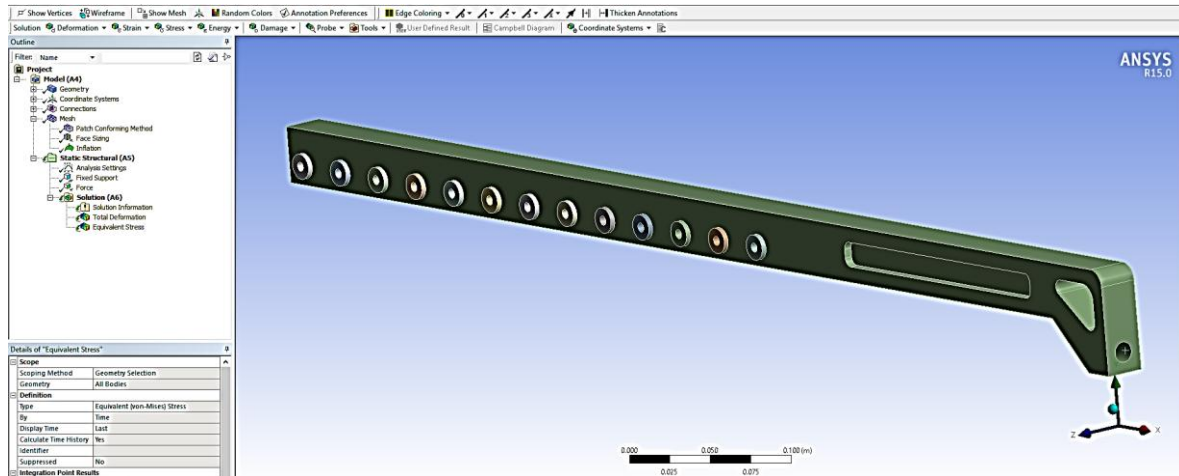 Show Vertices Wireframe Show Mesh Random Colors Annotation Preferences Edge Coloring Thicken Annotations
Solution Deformation Strain Stress Energy Damage Probe Tools User Defined Result Campbell Diagram Coordinate Systems
Outline
Filter: Name
Project
Model (A4)
Geometry
Coordinate Systems
Connections
Mesh
Patch Conforming Method
Face Sizing
Inflation
Static Structural (A5)
Analysis Settings
Fixed Support
Force
Solution (A6)
Solution Information
Total Deformation
Equivalent Stress
Details of "Equivalent Stress"
Scope
Scoping Method Geometry Selection
Geometry All Bodies
Definition
Type Equivalent (von-Mises) Stress
By Time
Display Time Last
Calculate Time History Yes
Identifier
Suppressed No
Integration Point Results
ANSYS
R15.0
Z X
0.000 0.050 0.100 (m)
0.025 0.075